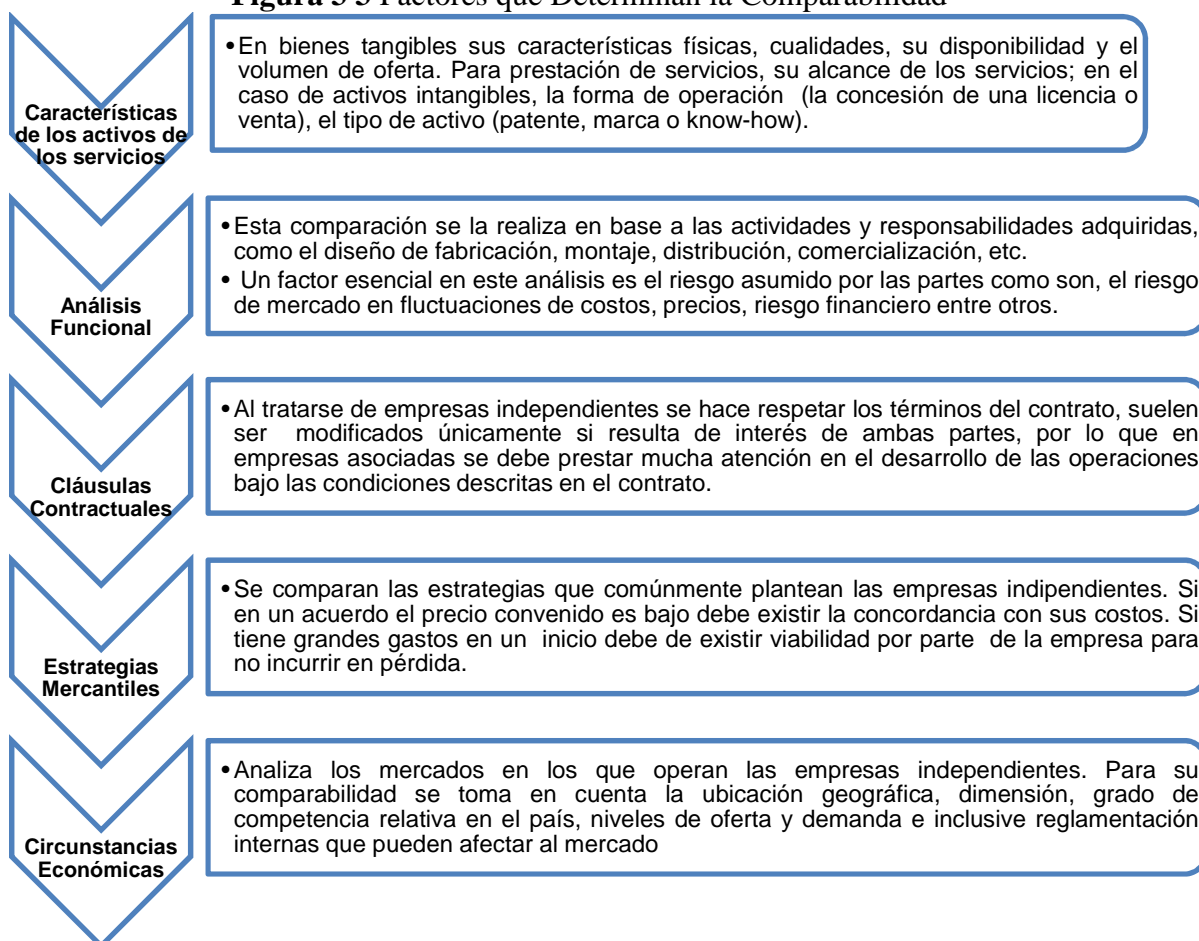 Figura 3 3 Factores que Determinan la Comparabilidad
Características
de los activos de
los servicios
•En bienes tangibles sus características físicas, cualidades, su disponibilidad y el
volumen de oferta. Para prestación de servicios, su alcance de los servicios; en el
caso de activos intangibles, la forma de operación (la concesión de una licencia o
venta), el tipo de activo (patente, marca o know-how).
Análisis
Funcional
•Esta comparación se la realiza en base a las actividades y responsabilidades adquiridas,
como el diseño de fabricación, montaje, distribución, comercialización, etc.
• Un factor esencial en este análisis es el riesgo asumido por las partes como son, el riesgo
de mercado en fluctuaciones de costos, precios, riesgo financiero entre otros.
Cláusulas
Contractuales
•Al tratarse de empresas independientes se hace respetar los términos del contrato, suelen
ser modificados únicamente si resulta de interés de ambas partes, por lo que en
empresas asociadas se debe prestar mucha atención en el desarrollo de las operaciones
bajo las condiciones descritas en el contrato.
Estrategias
Mercantiles
•Se comparan las estrategias que comúnmente plantean las empresas indipendientes. Si
en un acuerdo el precio convenido es bajo debe existir la concordancia con sus costos. Si
tiene grandes gastos en un inicio debe de existir viabilidad por parte de la empresa para
no incurrir en pérdida.
Circunstancias
Económicas
•Analiza los mercados en los que operan las empresas independientes. Para su
comparabilidad se toma en cuenta la ubicación geográfica, dimensión, grado de
competencia relativa en el país, niveles de oferta y demanda e inclusive reglamentación
internas que pueden afectar al mercado